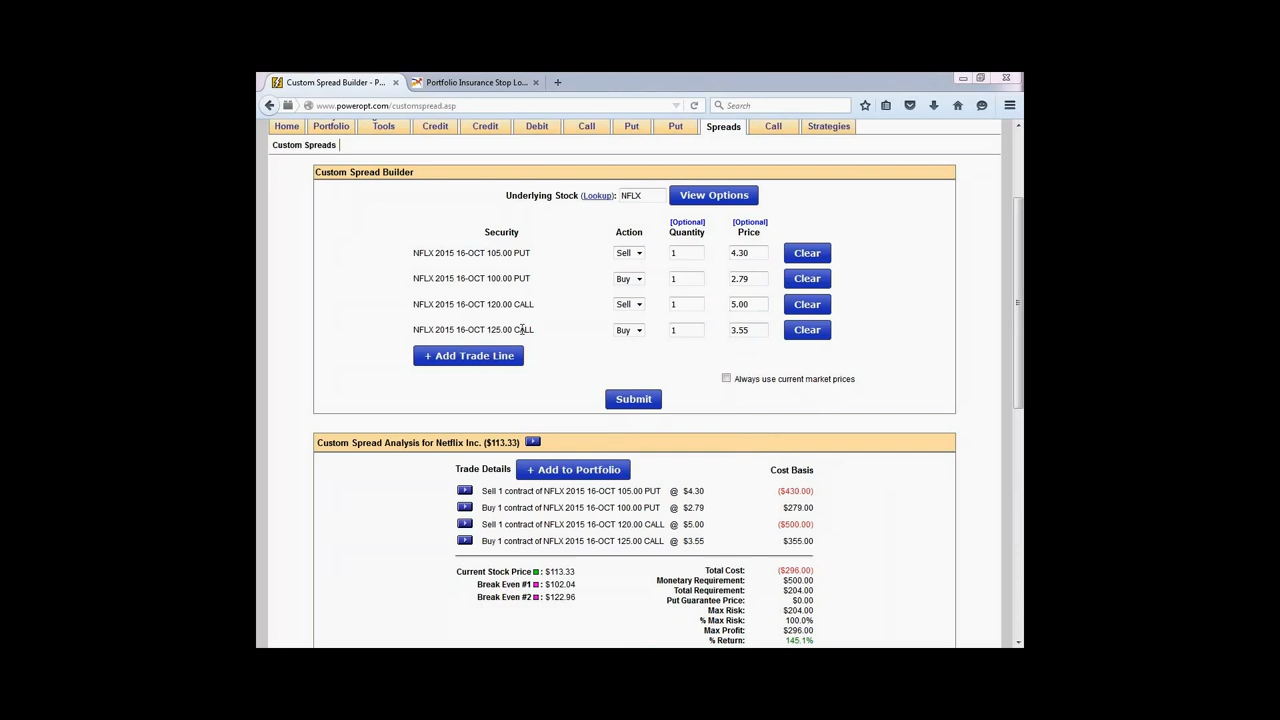 Custom Spread Builder - P...
Portfolio Insurance Stop Lo...
www.poweropt.com/customspread.asp
Search
Home Portfolio Tools Credit Credit Debit Call Put Put Spreads Call Strategies
Custom Spreads
Custom Spread Builder
Underlying Stock (Lookup): NFLX View Options
[Optional] [Optional]
Security Action Quantity Price
NFLX 2015 16-OCT 105.00 PUT Sell 1 4.30 Clear
NFLX 2015 16-OCT 100.00 PUT Buy 1 2.79 Clear
NFLX 2015 16-OCT 120.00 CALL Sell 1 5.00 Clear
NFLX 2015 16-OCT 125.00 CALL Buy 1 3.55 Clear
+ Add Trade Line
Always use current market prices
Submit
Custom Spread Analysis for Netflix Inc. ($113.33)
Trade Details + Add to Portfolio Cost Basis
Sell 1 contract of NFLX 2015 16-OCT 105.00 PUT @ $4.30 ($430.00)
Buy 1 contract of NFLX 2015 16-OCT 100.00 PUT @ $2.79 $279.00
Sell 1 contract of NFLX 2015 16-OCT 120.00 CALL @ $5.00 ($500.00)
Buy 1 contract of NFLX 2015 16-OCT 125.00 CALL @ $3.55 $355.00
Current Stock Price : $113.33
Break Even #1 : $102.04
Break Even #2 : $122.96
Total Cost: ($296.00)
Monetary Requirement: $500.00
Total Requirement: $204.00
Put Guarantee Price: $0.00
Max Risk: $204.00
% Max Risk: 100.0%
Max Profit: $296.00
% Return: 145.1%